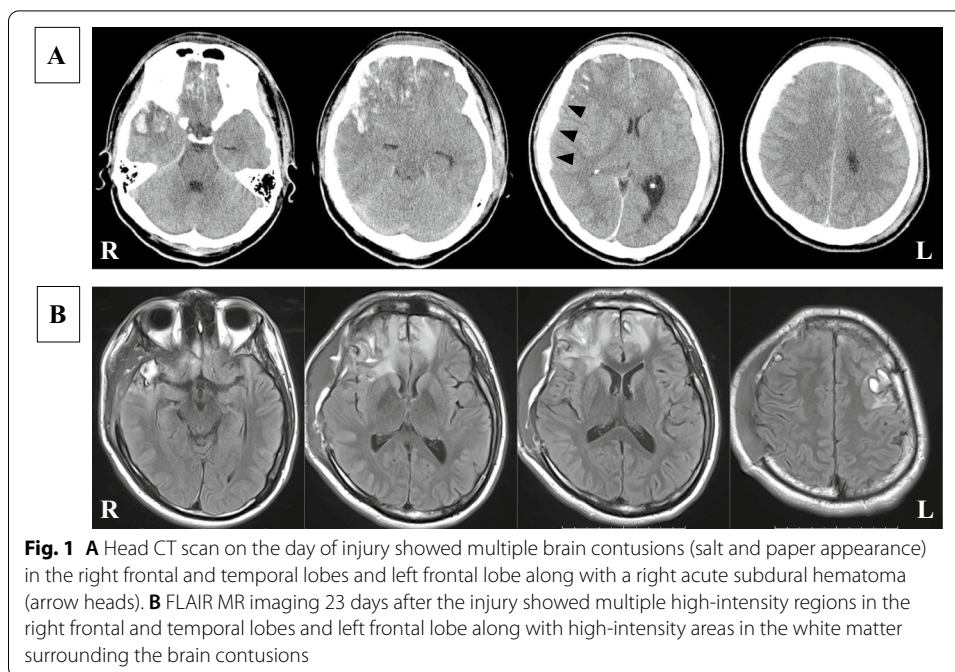 A
R
L
B
R
L
Fig. 1 A Head CT scan on the day of injury showed multiple brain contusions (salt and paper appearance)
in the right frontal and temporal lobes and left frontal lobe along with a right acute subdural hematoma
(arrow heads). B FLAIR MR imaging 23 days after the injury showed multiple high-intensity regions in the
right frontal and temporal lobes and left frontal lobe along with high-intensity areas in the white matter
surrounding the brain contusions